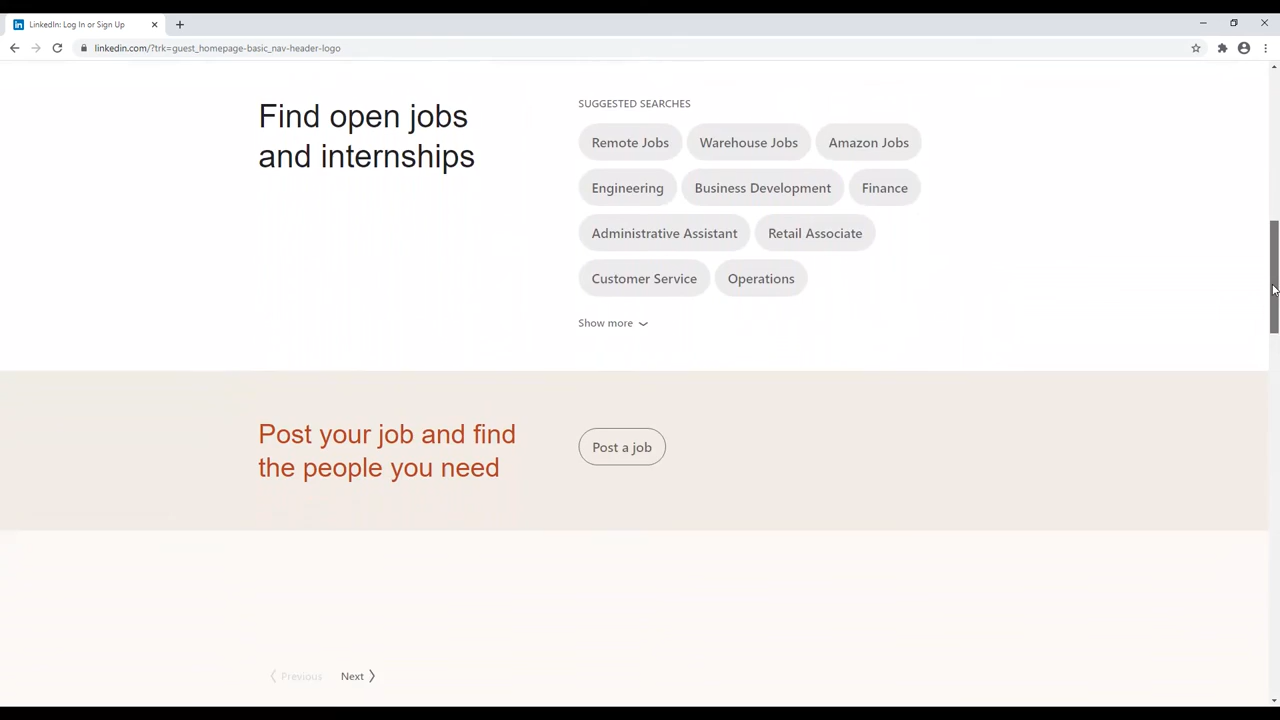 LinkedIn: Log In or Sign Up
linkedin.com/?trk=guest_homepage-basic_nav-header-logo
Find open jobs
and internships
SUGGESTED SEARCHES
Remote Jobs Warehouse Jobs Amazon Jobs
Engineering Business Development Finance
Administrative Assistant Retail Associate
Customer Service Operations
Show more
Post your job and find
the people you need
Post a job
Previous Next